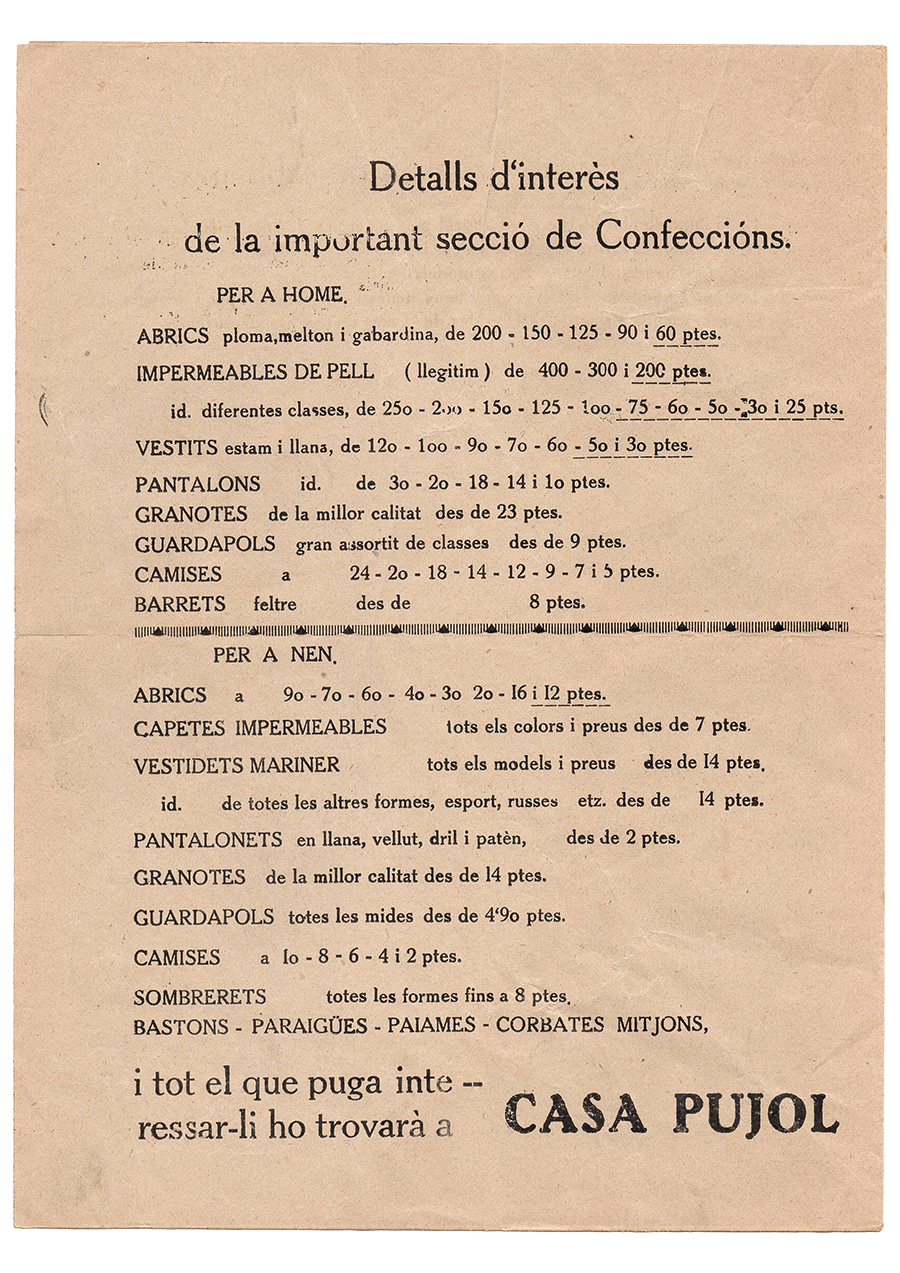 Detalls d'interès
de la important secció de Confeccións.
PER A HOME.
ABRICS ploma,melton i gabardina, de 200 - 150 - 125 - 90 i 60 ptes.
IMPERMEABLES DE PELL ( llegitim ) de 400 - 300 i 200 ptes.
id. diferentes classes, de 25o - 2oo - 15o - 125 - 1oo - 75 - 6o - 5o - 3o i 25 pts.
VESTITS estam i llana, de 12o - 1oo - 9o - 7o - 6o - 5o i 3o ptes.
PANTALONS id. de 3o - 2o - 18 - 14 i 1o ptes.
GRANOTES de la millor calitat des de 23 ptes.
GUARDAPOLS gran assortit de classes des de 9 ptes.
CAMISES a 24 - 2o - 18 - 14 - 12 - 9 - 7 i 5 ptes.
BARRETS feltre des de 8 ptes.
PER A NEN.
ABRICS a 9o - 7o - 6o - 4o - 3o 2o - 16 i 12 ptes.
CAPETES IMPERMEABLES tots els colors i preus des de 7 ptes.
VESTIDETS MARINER tots els models i preus des de 14 ptes.
id. de totes les altres formes, esport, russes etz. des de 14 ptes.
PANTALONETS en llana, vellut, dril i patèn, des de 2 ptes.
GRANOTES de la millor calitat des de 14 ptes.
GUARDAPOLS totes les mides des de 4'9o ptes.
CAMISES a 1o - 8 - 6 - 4 i 2 ptes.
SOMBRERETS totes les formes fins a 8 ptes.
BASTONS - PARAIGÜES - PAIAMES - CORBATES MITJONS,
i tot el que puga inte --
ressar-li ho trovarà a CASA PUJOL